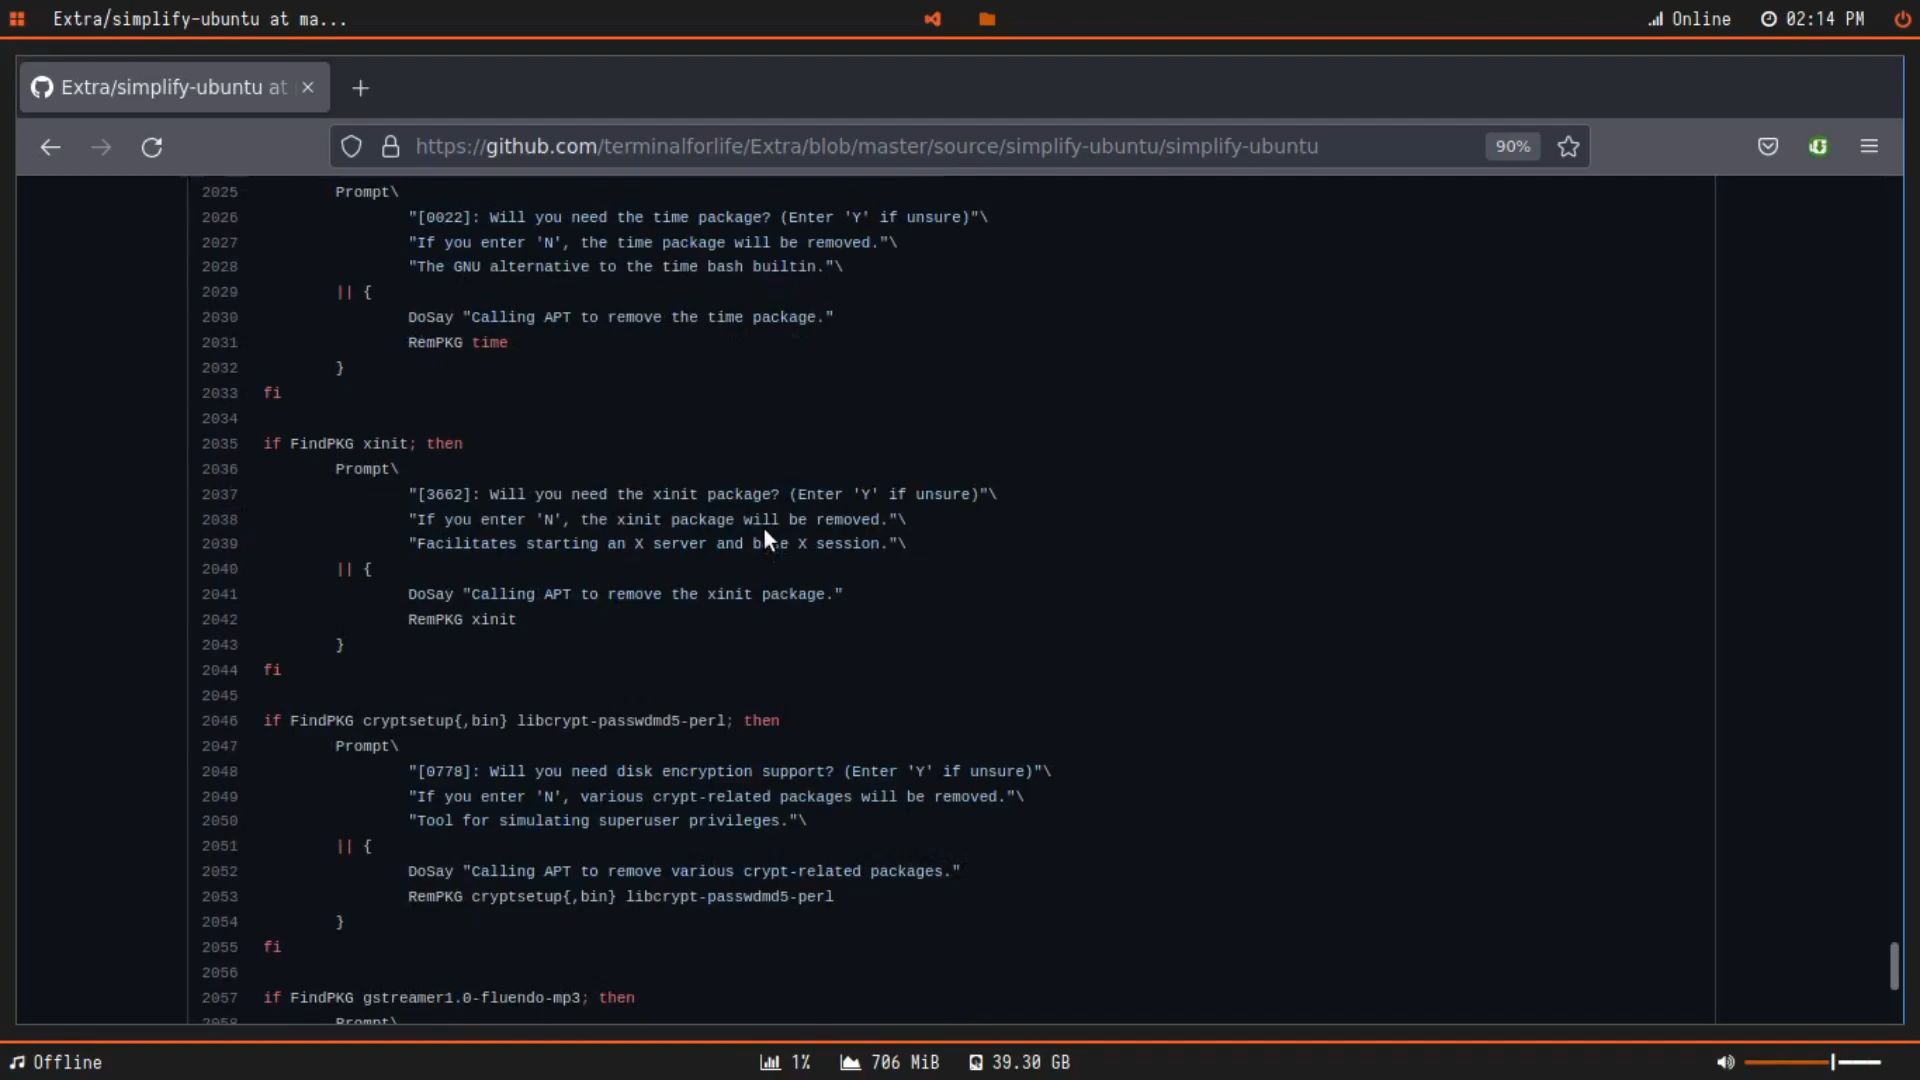 Extra/simplify-ubuntu at ma...
Online
02:14 PM
Extra/simplify-ubuntu at
https://github.com/terminalforlife/Extra/blob/master/source/simplify-ubuntu/simplify-ubuntu
90%
2025 Prompt\
2026 "[0022]: Will you need the time package? (Enter 'Y' if unsure)"\
2027 "If you enter 'N', the time package will be removed."\
2028 "The GNU alternative to the time bash builtin."\
2029 || {
2030 DoSay "Calling APT to remove the time package."
2031 RemPKG time
2032 }
2033 fi
2034
2035 if FindPKG xinit; then
2036 Prompt\
2037 "[3662]: Will you need the xinit package? (Enter 'Y' if unsure)"\
2038 "If you enter 'N', the xinit package will be removed."\
2039 "Facilitates starting an X server and base X session."\
2040 || {
2041 DoSay "Calling APT to remove the xinit package."
2042 RemPKG xinit
2043 }
2044 fi
2045
2046 if FindPKG cryptsetup{,bin} libcrypt-passwdmd5-perl; then
2047 Prompt\
2048 "[0778]: Will you need disk encryption support? (Enter 'Y' if unsure)"\
2049 "If you enter 'N', various crypt-related packages will be removed."\
2050 "Tool for simulating superuser privileges."\
2051 || {
2052 DoSay "Calling APT to remove various crypt-related packages."
2053 RemPKG cryptsetup{,bin} libcrypt-passwdmd5-perl
2054 }
2055 fi
2056
2057 if FindPKG gstreamer1.0-fluendo-mp3; then
2058 Prompt\
Offline
1%
706 MiB
39.30 GB